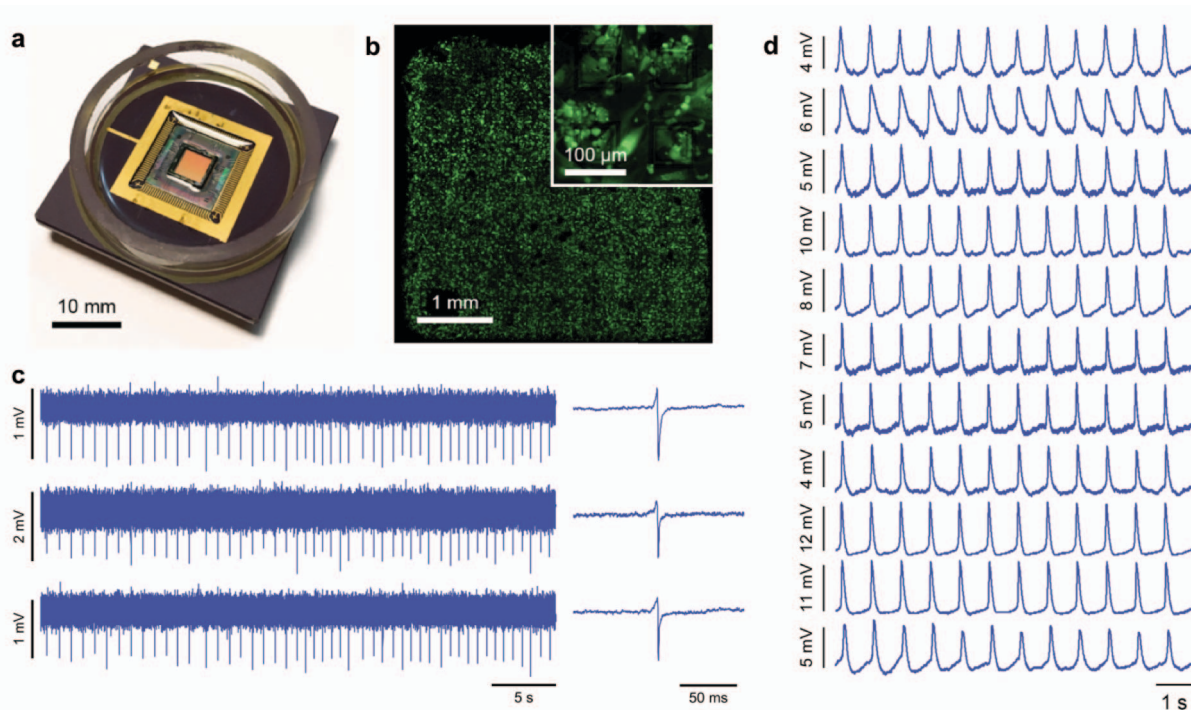 a
10 mm
b
100 μm
1 mm
c
1 mV
2 mV
1 mV
5 s
50 ms
d
4 mV
6 mV
5 mV
10 mV
8 mV
7 mV
5 mV
4 mV
12 mV
11 mV
5 mV
1 s